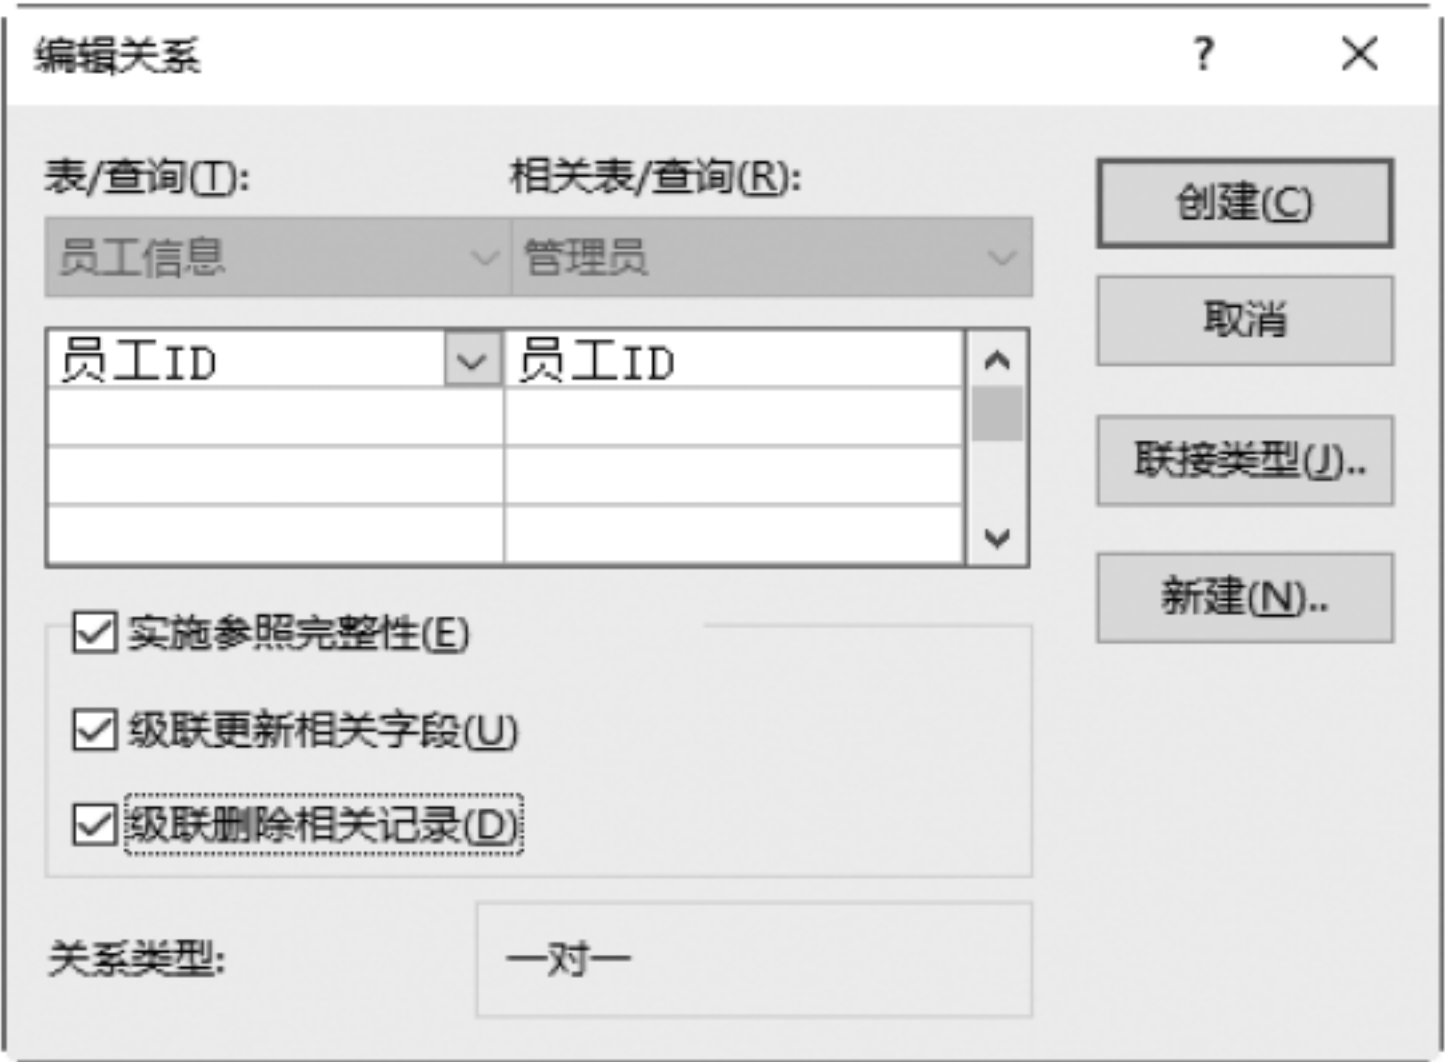 编辑关系
表/查询(T): 相关表/查询(R):
员工信息 管理员
员工ID 员工ID
实施参照完整性(E)
级联更新相关字段(U)
级联删除相关记录(D)
关系类型: 一对一
创建(C)
取消
联接类型(J)..
新建(N)..